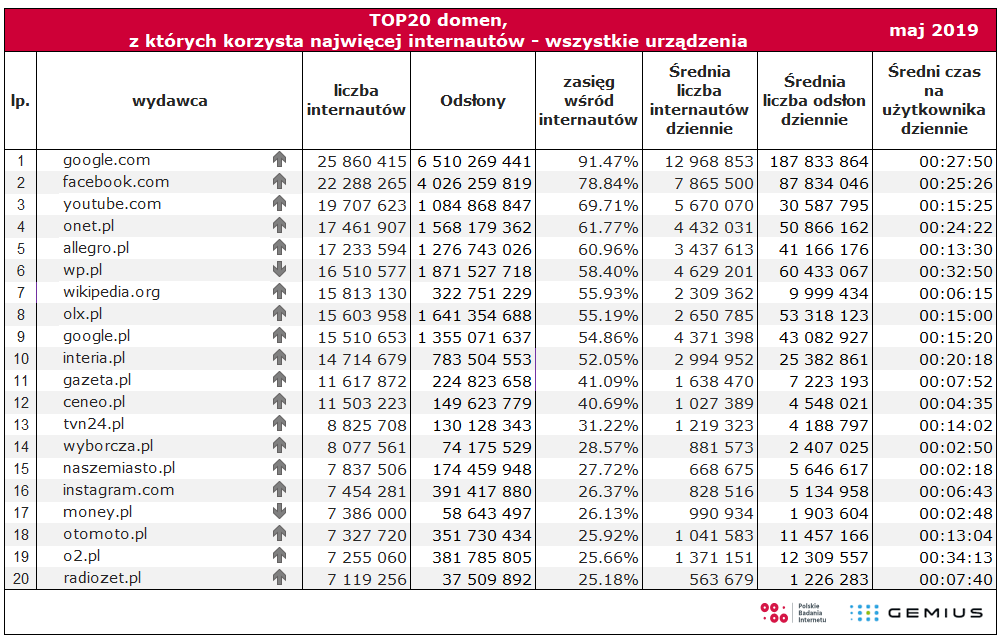 TOP20 domen,
z których korzysta najwięcej internautów - wszystkie urządzenia
maj 2019
lp. wydawca liczba internautów Odsłony zasięg wśród internautów Średnia liczba internautów dziennie Średnia liczba odsłon dziennie Średni czas na użytkownika dziennie
1 google.com 25 860 415 6 510 269 441 91.47% 12 968 853 187 833 864 00:27:50
2 facebook.com 22 288 265 4 026 259 819 78.84% 7 865 500 87 834 046 00:25:26
3 youtube.com 19 707 623 1 084 868 847 69.71% 5 670 070 30 587 795 00:15:25
4 onet.pl 17 461 907 1 568 179 362 61.77% 4 432 031 50 866 162 00:24:22
5 allegro.pl 17 233 594 1 276 743 026 60.96% 3 437 613 41 166 176 00:13:30
6 wp.pl 16 510 577 1 871 527 718 58.40% 4 629 201 60 433 067 00:32:50
7 wikipedia.org 15 813 130 322 751 229 55.93% 2 309 362 9 999 434 00:06:15
8 olx.pl 15 603 958 1 641 354 688 55.19% 2 650 785 53 318 123 00:15:00
9 google.pl 15 510 653 1 355 071 637 54.86% 4 371 398 43 082 927 00:15:20
10 interia.pl 14 714 679 783 504 553 52.05% 2 994 952 25 382 861 00:20:18
11 gazeta.pl 11 617 872 224 823 658 41.09% 1 638 470 7 223 193 00:07:52
12 ceneo.pl 11 503 223 149 623 779 40.69% 1 027 389 4 548 021 00:04:35
13 tvn24.pl 8 825 708 130 128 343 31.22% 1 219 323 4 188 797 00:14:02
14 wyborcza.pl 8 077 561 74 175 529 28.57% 881 573 2 407 025 00:02:50
15 naszemiasto.pl 7 837 506 174 459 948 27.72% 668 675 5 646 617 00:02:18
16 instagram.com 7 454 281 391 417 880 26.37% 828 516 5 134 958 00:06:43
17 money.pl 7 386 000 58 643 497 26.13% 990 934 1 903 604 00:02:48
18 otomoto.pl 7 327 720 351 730 434 25.92% 1 041 583 11 457 166 00:13:04
19 o2.pl 7 255 060 381 785 805 25.66% 1 371 151 12 309 557 00:34:13
20 radiozet.pl 7 119 256 37 509 892 25.18% 563 679 1 226 283 00:07:40
Polskie
Badania
Internetu
GEMIUS